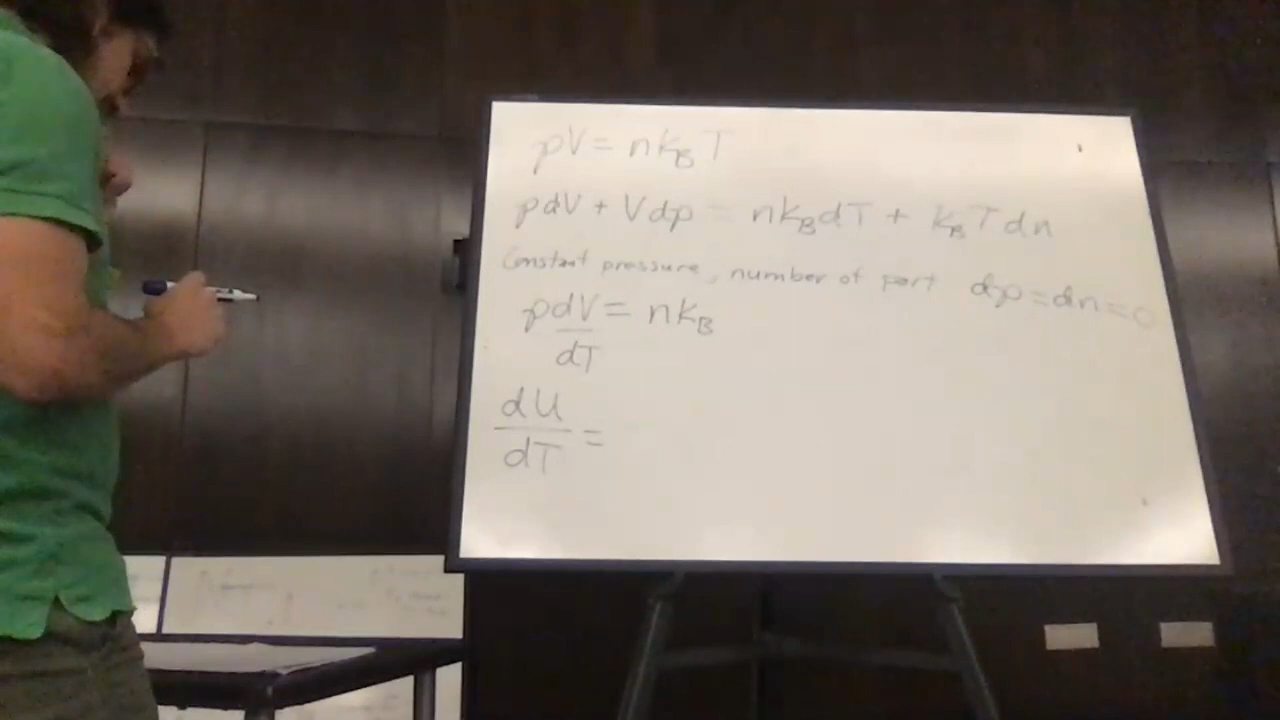 pV = nk_B T
pdV + Vdp = nk_B dT + k_B T dn
Constant pressure, number of part dp = dn = 0
p dV/dT = nk_B
dU/dT =